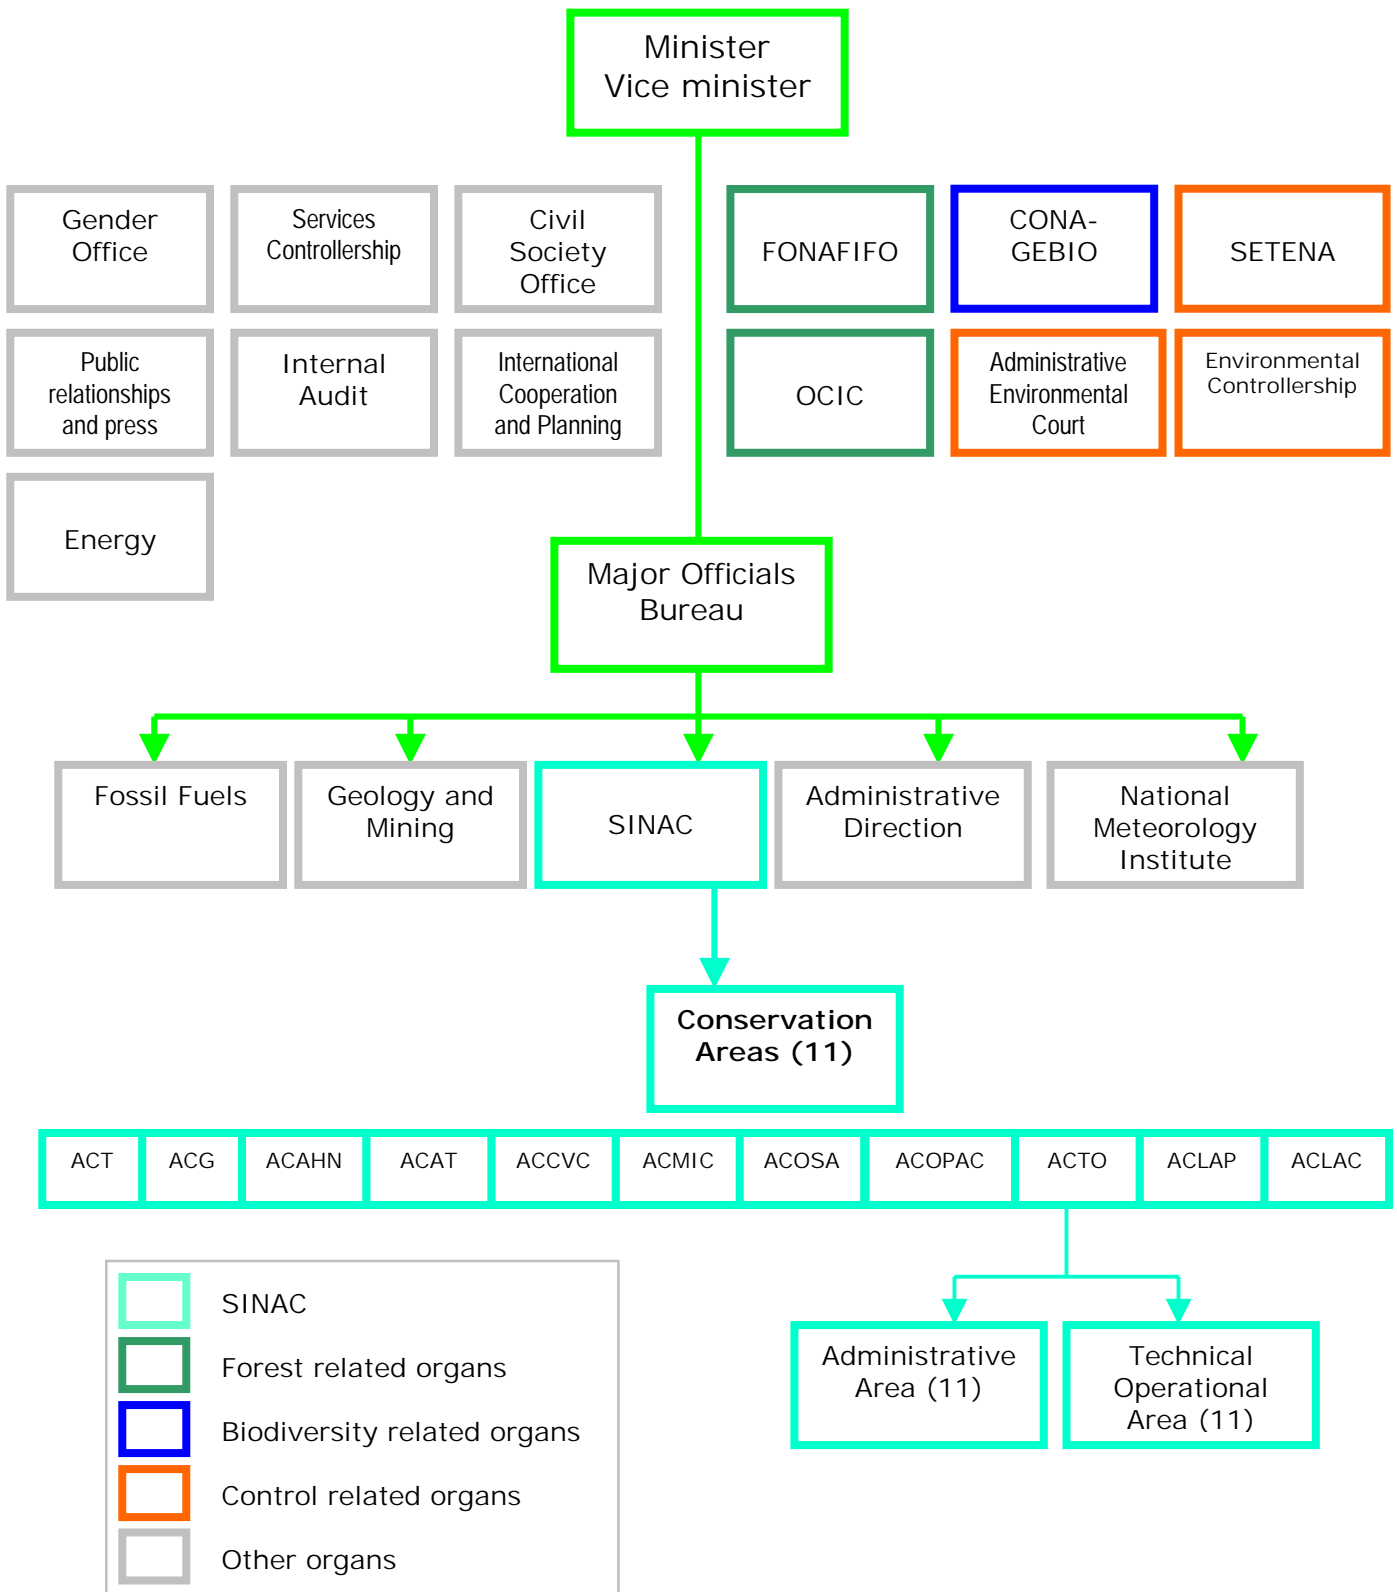 Minister
Vice minister
Gender
Office
Services
Controllership
Civil
Society
Office
FONAFIFO
CONA-
GEBIO
SETENA
Public
relationships
and press
Internal
Audit
International
Cooperation
and Planning
OCIC
Administrative
Environmental
Court
Environmental
Controllership
Energy
Major Officials
Bureau
Fossil Fuels
Geology and
Mining
SINAC
Administrative
Direction
National
Meteorology
Institute
Conservation
Areas (11)
ACT
ACG
ACAHN
ACAT
ACCVC
ACMIC
ACOSA
ACOPAC
ACTO
ACLAP
ACLAC
Administrative
Area (11)
Technical
Operational
Area (11)
SINAC
Forest related organs
Biodiversity related organs
Control related organs
Other organs